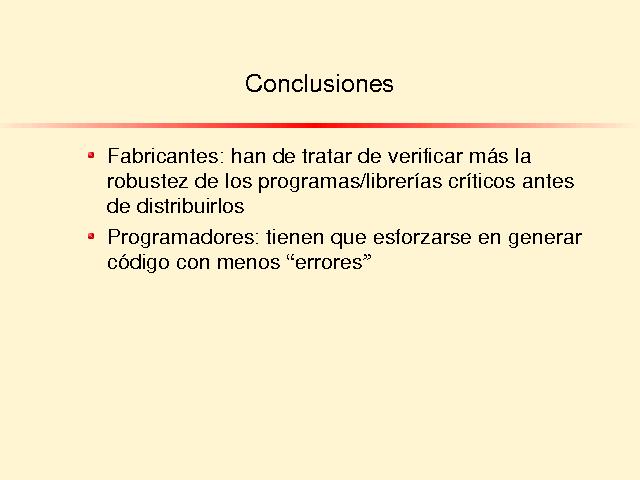 Conclusiones
Fabricantes: han de tratar de verificar más la
robustez de los programas/librerías críticos antes
de distribuirlos
Programadores: tienen que esforzarse en generar
código con menos “errores”